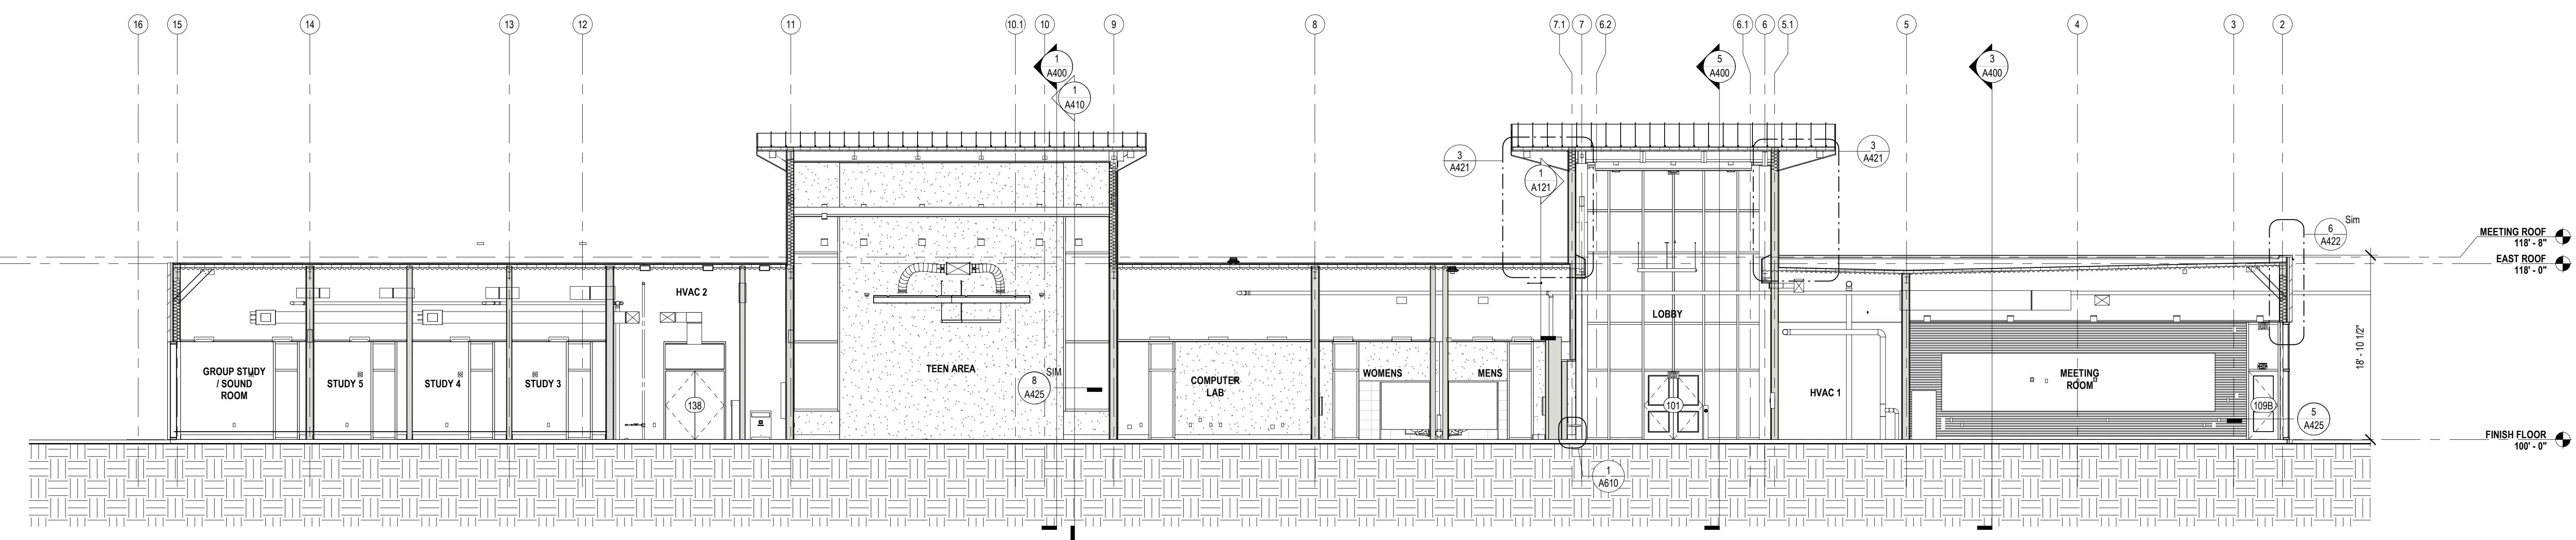 16
15
14
13
12
11
10.1
10
9
8
7.1
7
6.2
6.1
6
5.1
5
4
3
2
1
A400
1
A410
5
A400
3
A400
3
A421
3
A421
1
A121
6
A422
Sim
MEETING ROOF
118' - 8"
EAST ROOF
118' - 0"
HVAC 2
LOBBY
18' - 10 1/2"
GROUP STUDY
/ SOUND
ROOM
STUDY 5
STUDY 4
STUDY 3
138
TEEN AREA
SIM
8
A425
COMPUTER
LAB
WOMENS
MENS
101
HVAC 1
MEETING
ROOM
109B
5
A425
FINISH FLOOR
100' - 0"
1
A610